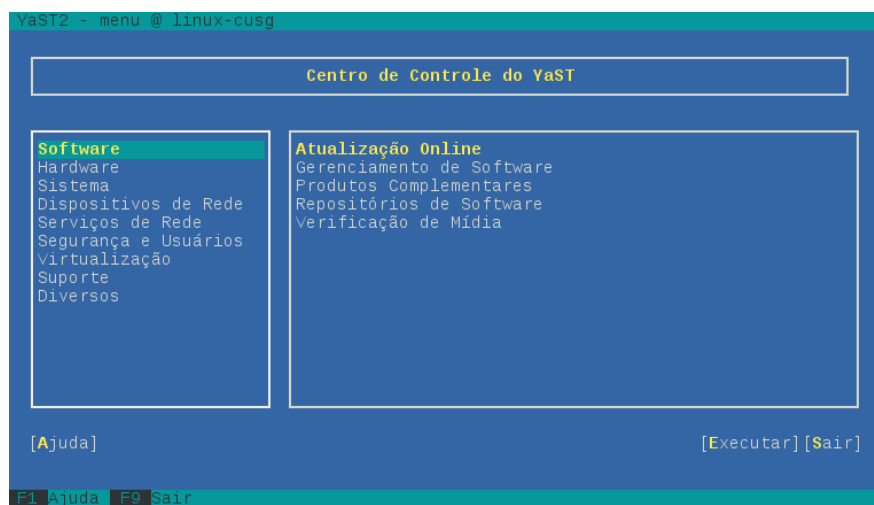 YaST2 - menu @ linux-cusg
Centro de Controle do YaST
Software
Hardware
Sistema
Dispositivos de Rede
Serviços de Rede
Segurança e Usuários
Virtualização
Suporte
Diversos
Atualização Online
Gerenciamento de Software
Produtos Complementares
Repositórios de Software
Verificação de Mídia
[Ajuda] [Executar][Sair]
F1 Ajuda F9 Sair